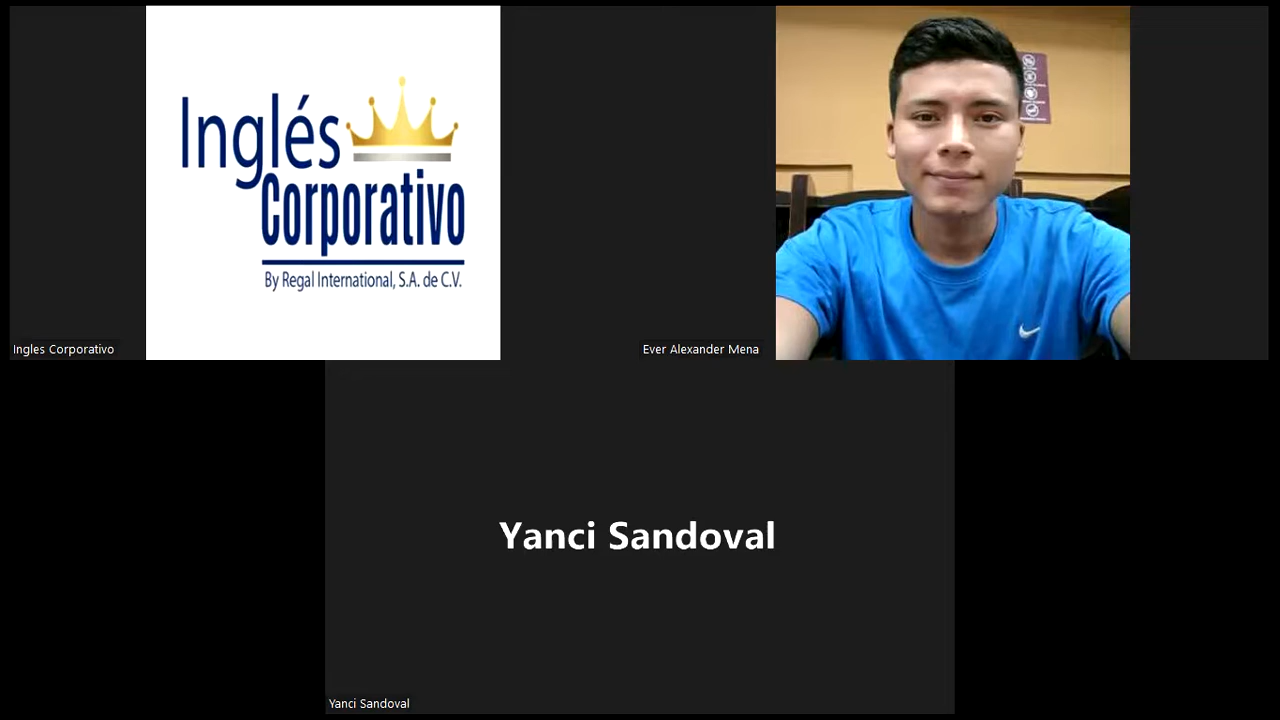 Inglés
Corporativo
By Regal International, S.A. de C.V.
Ingles Corporativo
Ever Alexander Mena
Yanci Sandoval
Yanci Sandoval